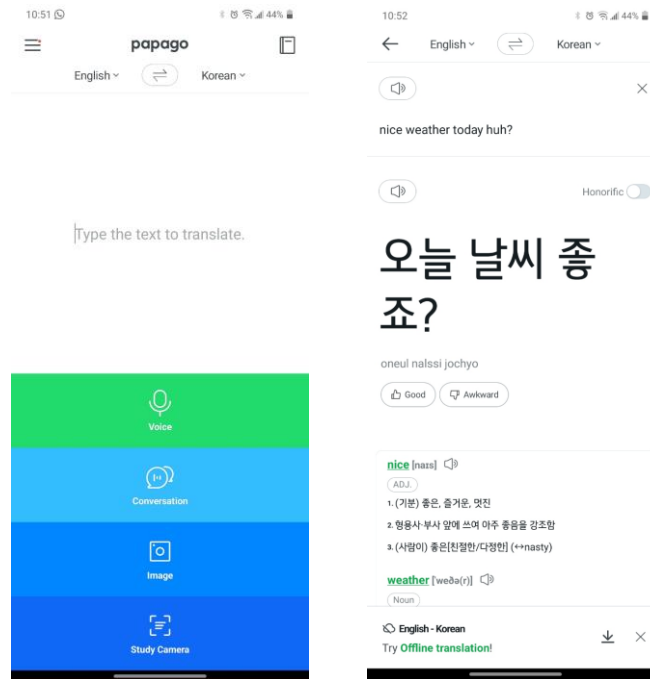 10:51
44%
papago
English
Korean
Type the text to translate.
Voice
Conversation
Image
Study Camera
10:52
44%
English
Korean
nice weather today huh?
Honorific
오늘 날씨 좋
죠?
oneul nalssi jochyo
Good
Awkward
nice [naɪs]
ADJ.
1. (기분) 좋은, 즐거운, 멋진
2. 형용사·부사 앞에 쓰여 아주 좋음을 강조함
3. (사람이) 좋은[친절한/다정한] (↔nasty)
weather [ˈweðə(r)]
Noun
English - Korean
Try Offline translation!